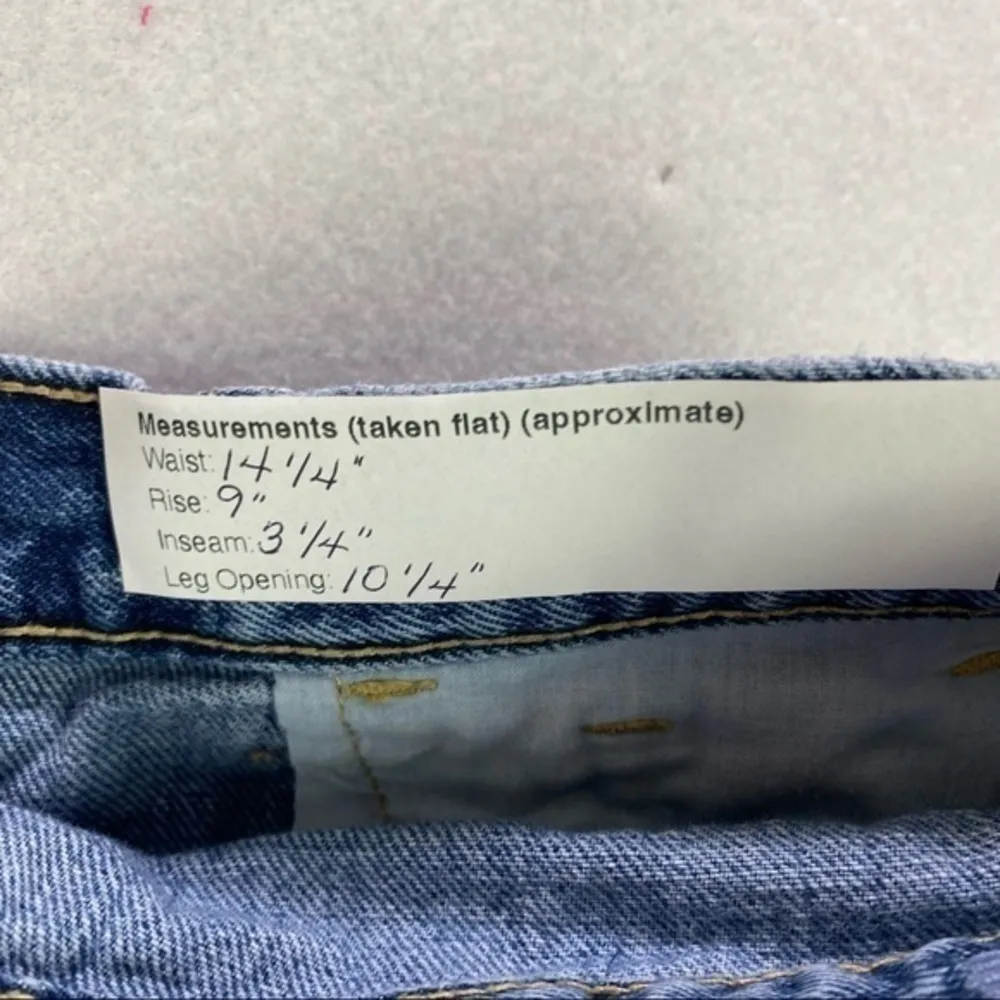 Measurements (taken flat) (approximate)
Waist: 14 1/4"
Rise: 9"
Inseam: 3 1/4"
Leg Opening: 10 1/4"